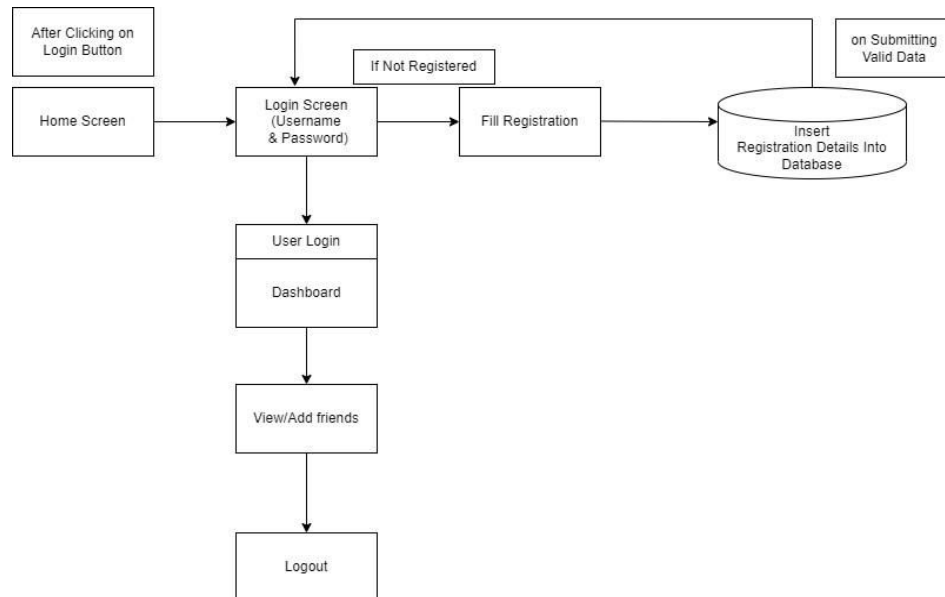 After Clicking on
Login Button
on Submitting
Valid Data
If Not Registered
Home Screen
Login Screen
(Username
& Password)
Fill Registration
Insert
Registration Details Into
Database
User Login
Dashboard
View/Add friends
Logout